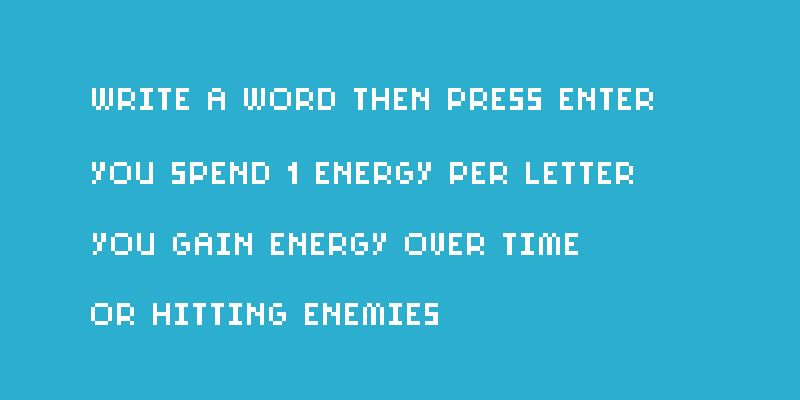 WRITE A WORD THEN PRESS ENTER
YOU SPEND 1 ENERGY PER LETTER
YOU GAIN ENERGY OVER TIME
OR HITTING ENEMIES